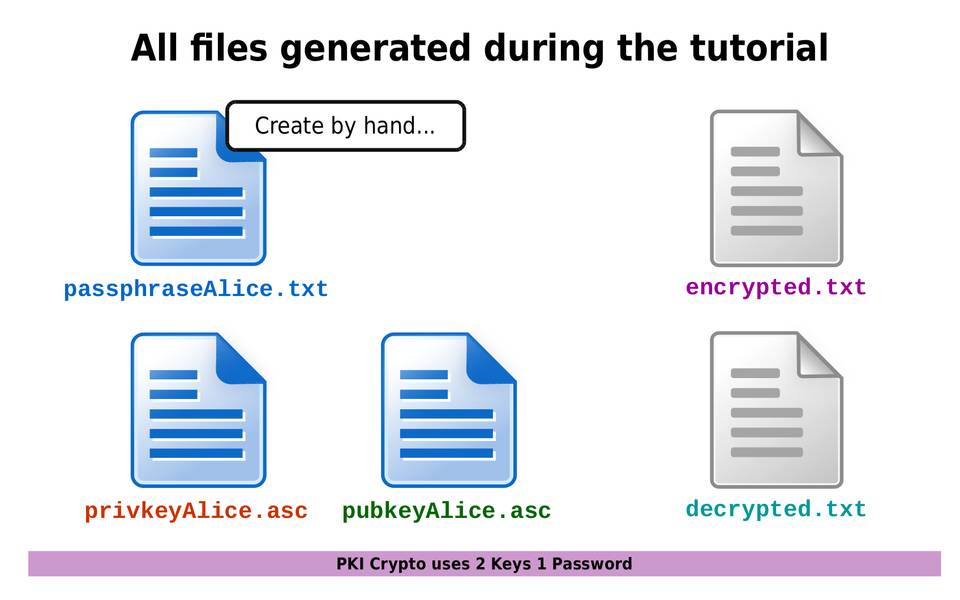 All files generated during the tutorial
Create by hand...
passphraseAlice.txt
encrypted.txt
privkeyAlice.asc
pubkeyAlice.asc
decrypted.txt
PKI Crypto uses 2 Keys 1 Password